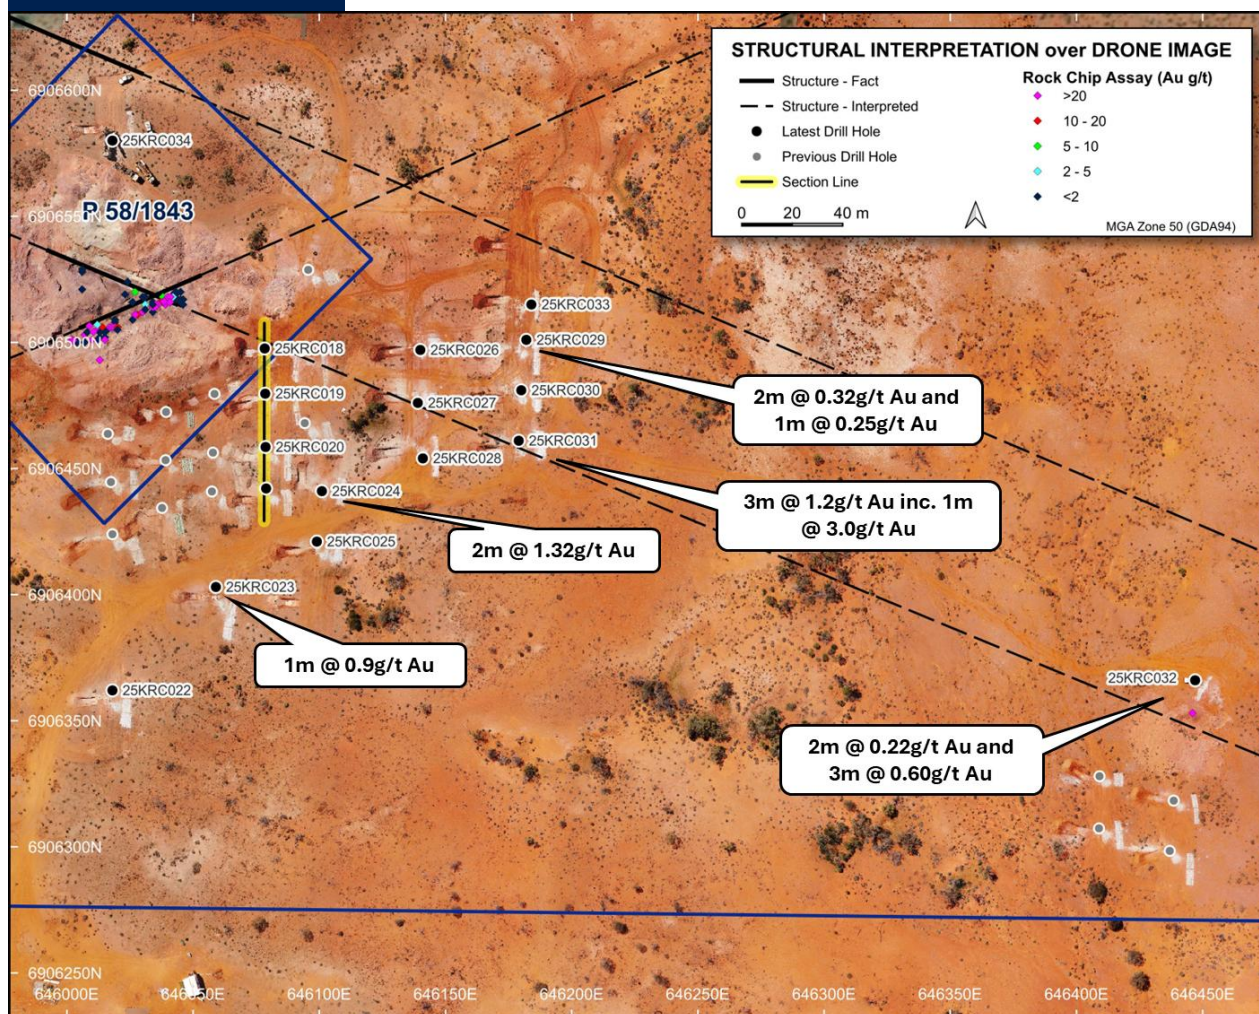 STRUCTURAL INTERPRETATION over DRONE IMAGE
Structure - Fact
Structure - Interpreted
Latest Drill Hole
Previous Drill Hole
Section Line
0 20 40 m
Rock Chip Assay (Au g/t)
>20
10 - 20
5 - 10
2 - 5
<2
MGA Zone 50 (GDA94)
6906600N
25KRC034
P 58/1843
6906550N
25KRC033
6906500N
25KRC018
25KRC026
25KRC029
25KRC019
25KRC027
25KRC030
2m @ 0.32g/t Au and
1m @ 0.25g/t Au
25KRC020
25KRC028
25KRC031
6906450N
25KRC024
3m @ 1.2g/t Au inc. 1m
@ 3.0g/t Au
25KRC025
2m @ 1.32g/t Au
25KRC023
6906400N
1m @ 0.9g/t Au
25KRC022
25KRC032
6906350N
2m @ 0.22g/t Au and
3m @ 0.60g/t Au
6906300N
6906250N
646000E
646050E
646100E
646150E
646200E
646250E
646300E
646350E
646400E
646450E